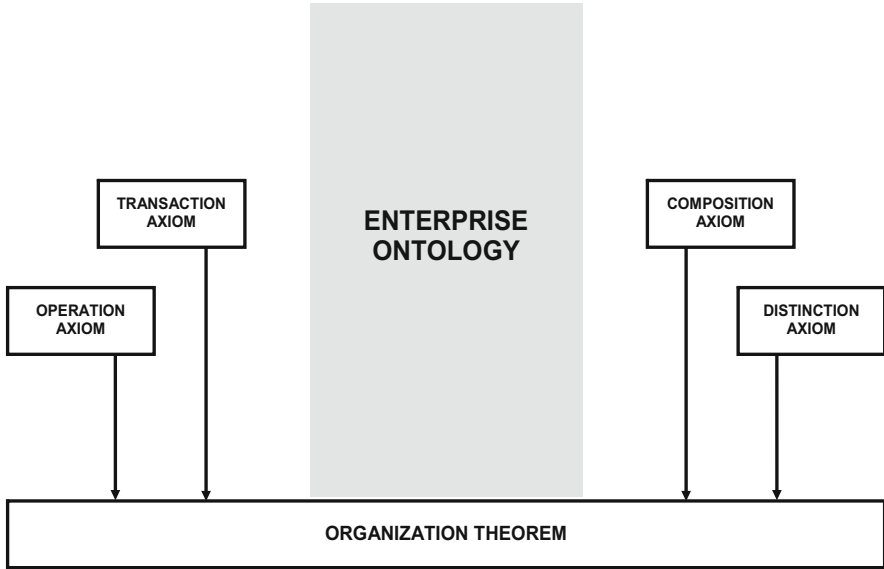 TRANSACTION
AXIOM
ENTERPRISE
ONTOLOGY
COMPOSITION
AXIOM
OPERATION
AXIOM
DISTINCTION
AXIOM
ORGANIZATION THEOREM